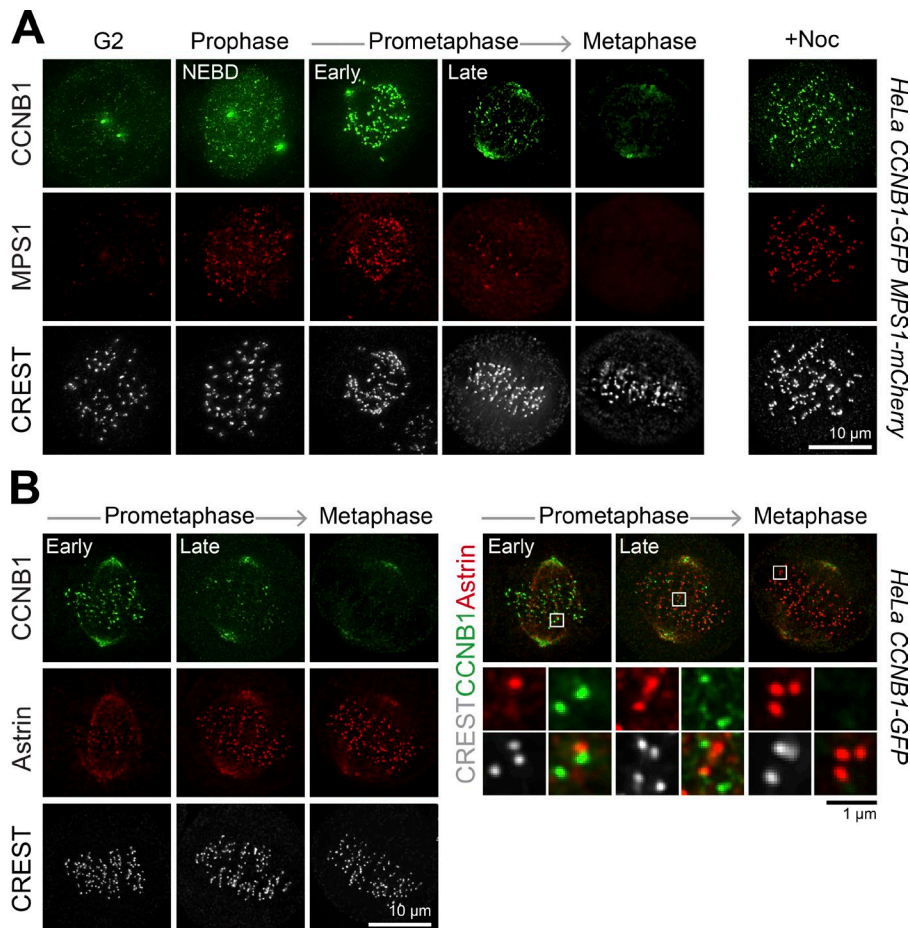 A
G2 Prophase Prometaphase Metaphase +Noc
NEBD Early Late
CCNB1
MPS1
CREST
10 µm
HeLa CCNB1-GFP MPS1-mCherry
B
Prometaphase Metaphase
Early Late
CCNB1
Astrin
CREST
10 µm
Prometaphase Metaphase
Early Late
CRESTCCNB1Astrin
1 µm
HeLa CCNB1-GFP